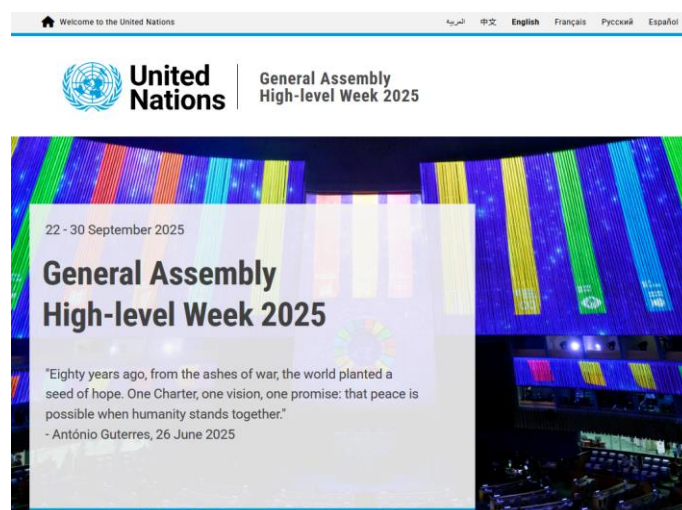 Welcome to the United Nations
العربية 中文 English Français Русский Español
United Nations
General Assembly
High-level Week 2025
22 - 30 September 2025
General Assembly
High-level Week 2025
"Eighty years ago, from the ashes of war, the world planted a
seed of hope. One Charter, one vision, one promise: that peace is
possible when humanity stands together."
- António Guterres, 26 June 2025